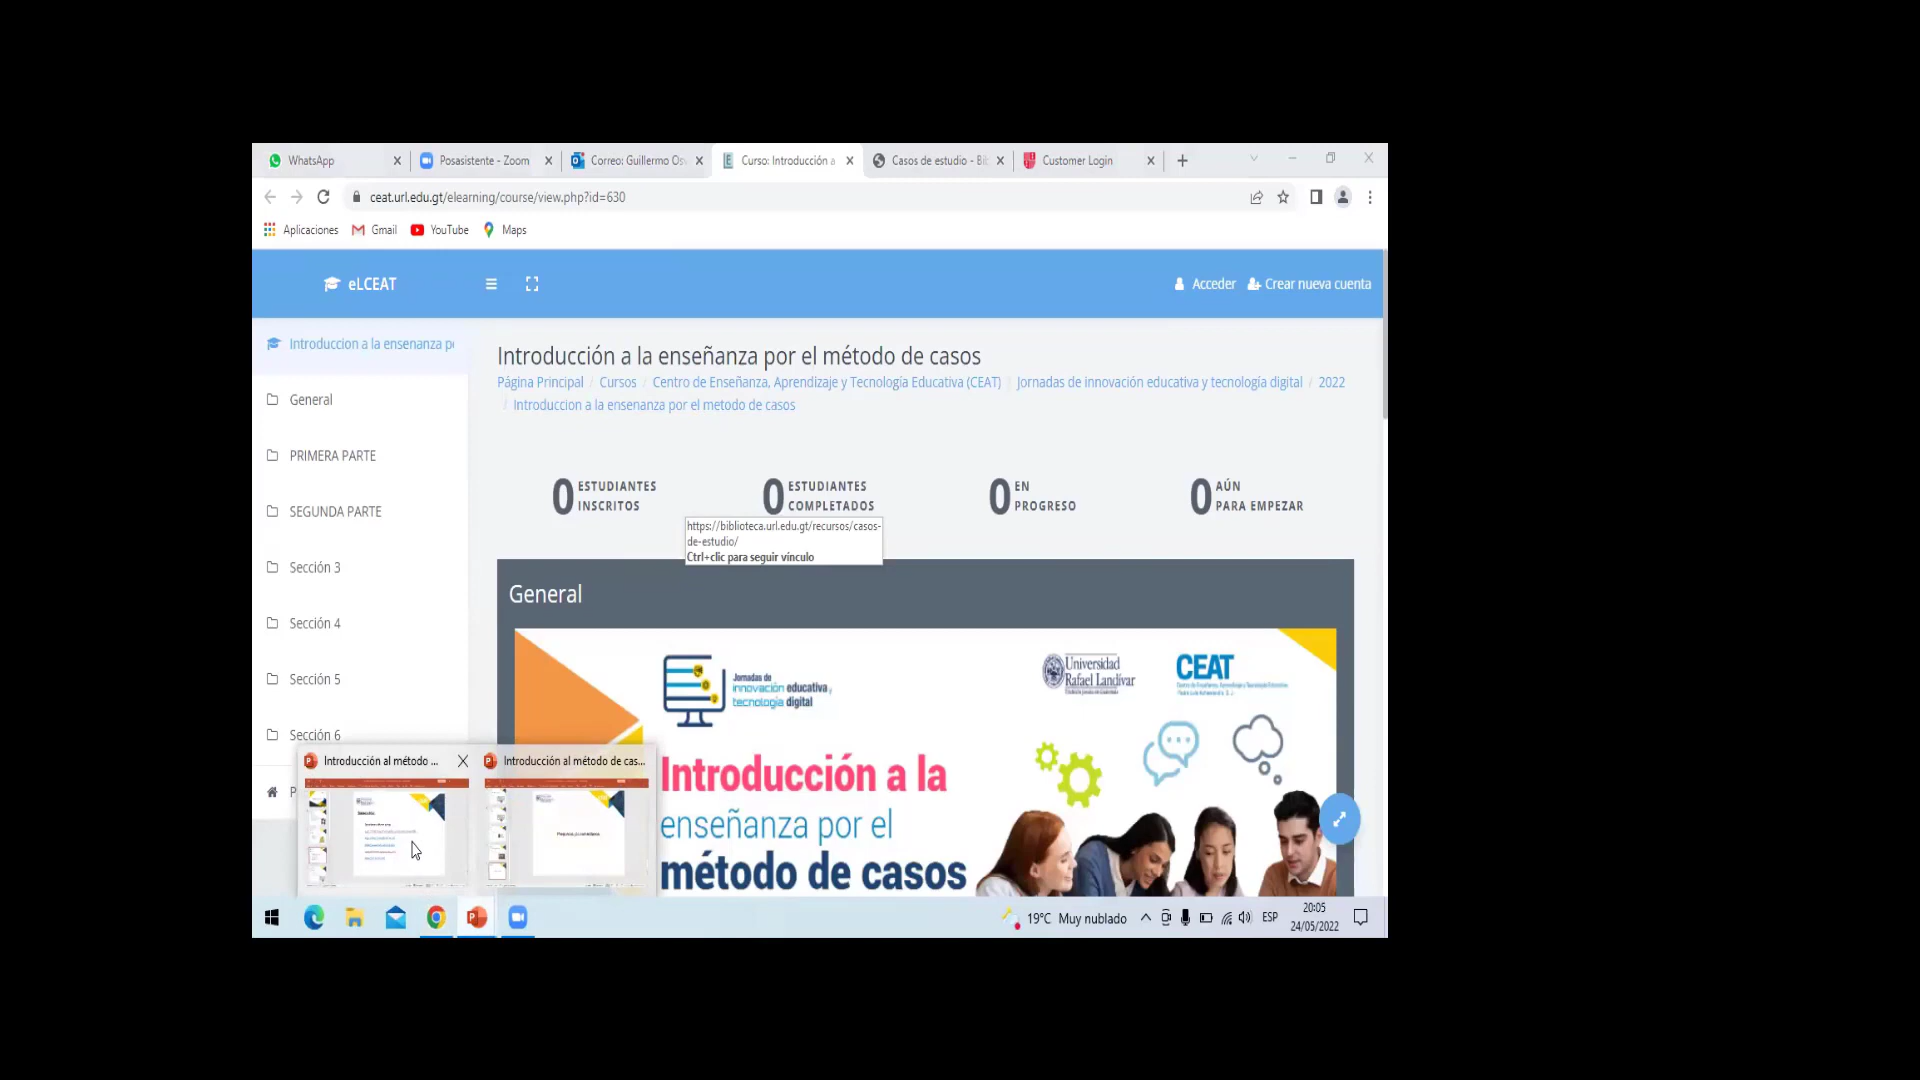 WhatsApp
Posasistente - Zoom
Correo: Guillermo Os
Curso: Introducción a
Casos de estudio - Bi
Customer Login
ceat.url.edu.gt/elearning/course/view.php?id=630
Aplicaciones
Gmail
YouTube
Maps
eLCEAT
Acceder
Crear nueva cuenta
Introduccion a la ensenanza p
General
PRIMERA PARTE
SEGUNDA PARTE
Sección 3
Sección 4
Sección 5
Sección 6
P
Introducción a la enseñanza por el método de casos
Página Principal / Cursos / Centro de Enseñanza, Aprendizaje y Tecnología Educativa (CEAT) / Jornadas de innovación educativa y tecnología digital / 2022
/ Introduccion a la ensenanza por el metodo de casos
0 ESTUDIANTES INSCRITOS
0 ESTUDIANTES COMPLETADOS
0 EN PROGRESO
0 AÚN PARA EMPEZAR
https://biblioteca.url.edu.gt/recursos/casos-
de-estudio/
Ctrl+clic para seguir vínculo
General
Jornadas de
innovación educativa y
tecnología digital
Universidad
Rafael Landívar
CEAT
Introducción a la
enseñanza por el
método de casos
Introducción al método ...
Introducción al método de cas...
19°C Muy nublado
ESP
20:05
24/05/2022